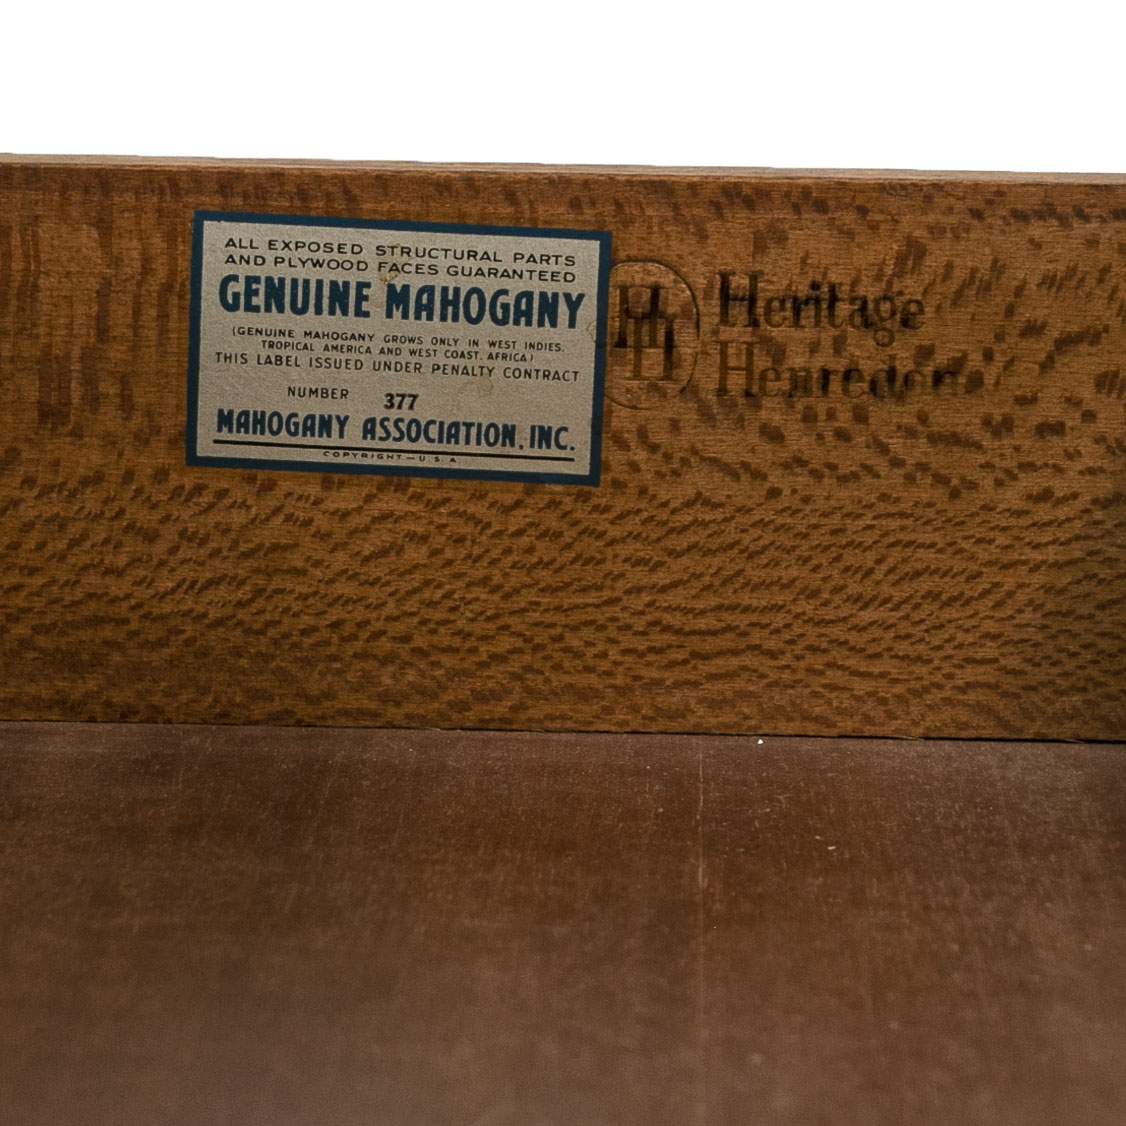 ALL EXPOSED STRUCTURAL PARTS
AND PLYWOOD FACES GUARANTEED
GENUINE MAHOGANY
(GENUINE MAHOGANY GROWS ONLY IN WEST INDIES,
TROPICAL AMERICA AND WEST COAST, AFRICA)
THIS LABEL ISSUED UNDER PENALTY CONTRACT
NUMBER 377
MAHOGANY ASSOCIATION, INC.
COPYRIGHT—U.S.A.
HH
Heritage
Henredon